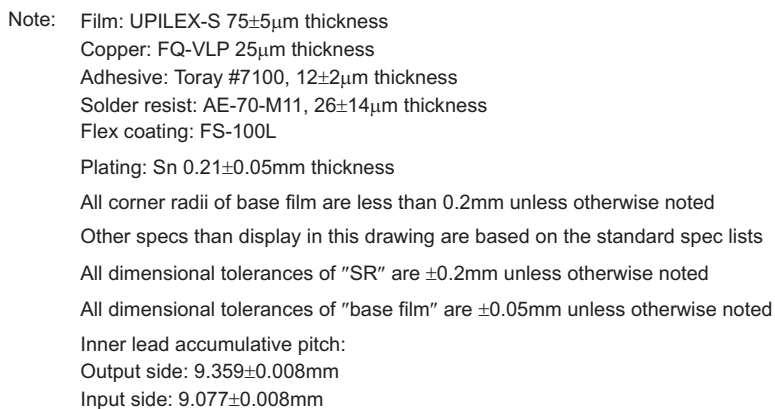 Note: Film: UPILEX-S 75±5μm thickness
Copper: FQ-VLP 25μm thickness
Adhesive: Toray #7100, 12±2μm thickness
Solder resist: AE-70-M11, 26±14μm thickness
Flex coating: FS-100L
Plating: Sn 0.21±0.05mm thickness
All corner radii of base film are less than 0.2mm unless otherwise noted
Other specs than display in this drawing are based on the standard spec lists
All dimensional tolerances of ″SR″ are ±0.2mm unless otherwise noted
All dimensional tolerances of ″base film″ are ±0.05mm unless otherwise noted
Inner lead accumulative pitch:
Output side: 9.359±0.008mm
Input side: 9.077±0.008mm